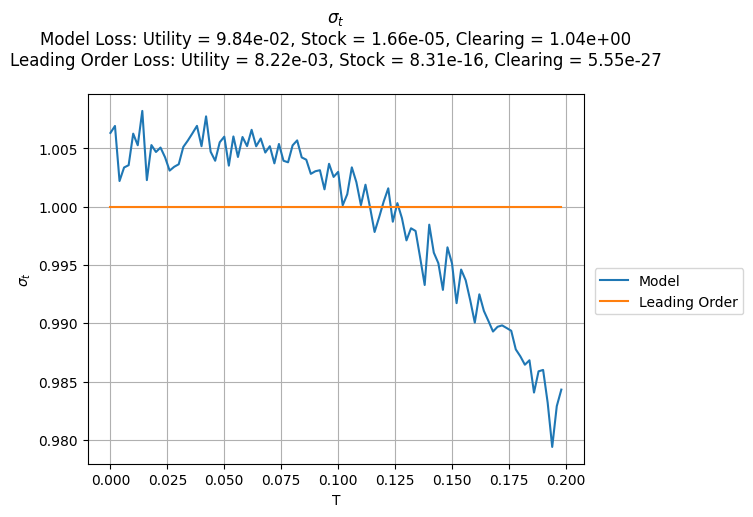 σt
Model Loss: Utility = 9.84e-02, Stock = 1.66e-05, Clearing = 1.04e+00
Leading Order Loss: Utility = 8.22e-03, Stock = 8.31e-16, Clearing = 5.55e-27
1.005
1.000
0.995
0.990
0.985
0.980
σt
0.000 0.025 0.050 0.075 0.100 0.125 0.150 0.175 0.200
T
Model
Leading Order